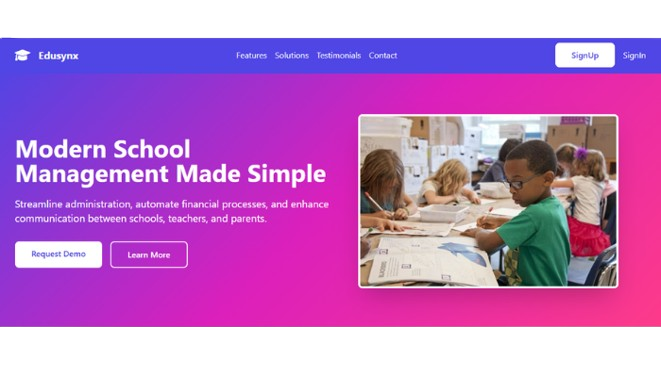 Edusynx
Features Solutions Testimonials Contact
SignUp
SignIn
Modern School
Management Made Simple
Streamline administration, automate financial processes, and enhance
communication between schools, teachers, and parents.
Request Demo
Learn More